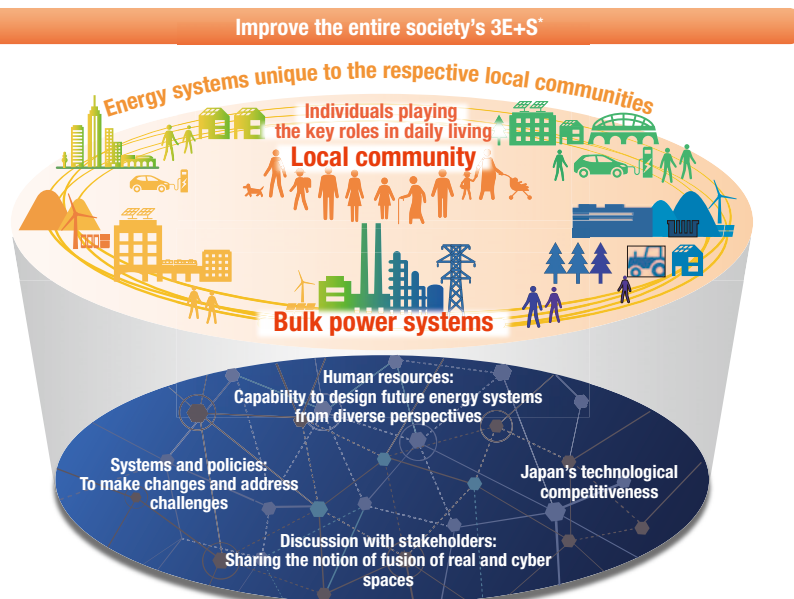 Improve the entire society's 3E+S*
Energy systems unique to the respective local communities
Individuals playing
the key roles in daily living
Local community
Bulk power systems
Human resources:
Capability to design future energy systems
from diverse perspectives
Systems and policies:
To make changes and address
challenges
Japan's technological
competitiveness
Discussion with stakeholders:
Sharing the notion of fusion of real and cyber
spaces